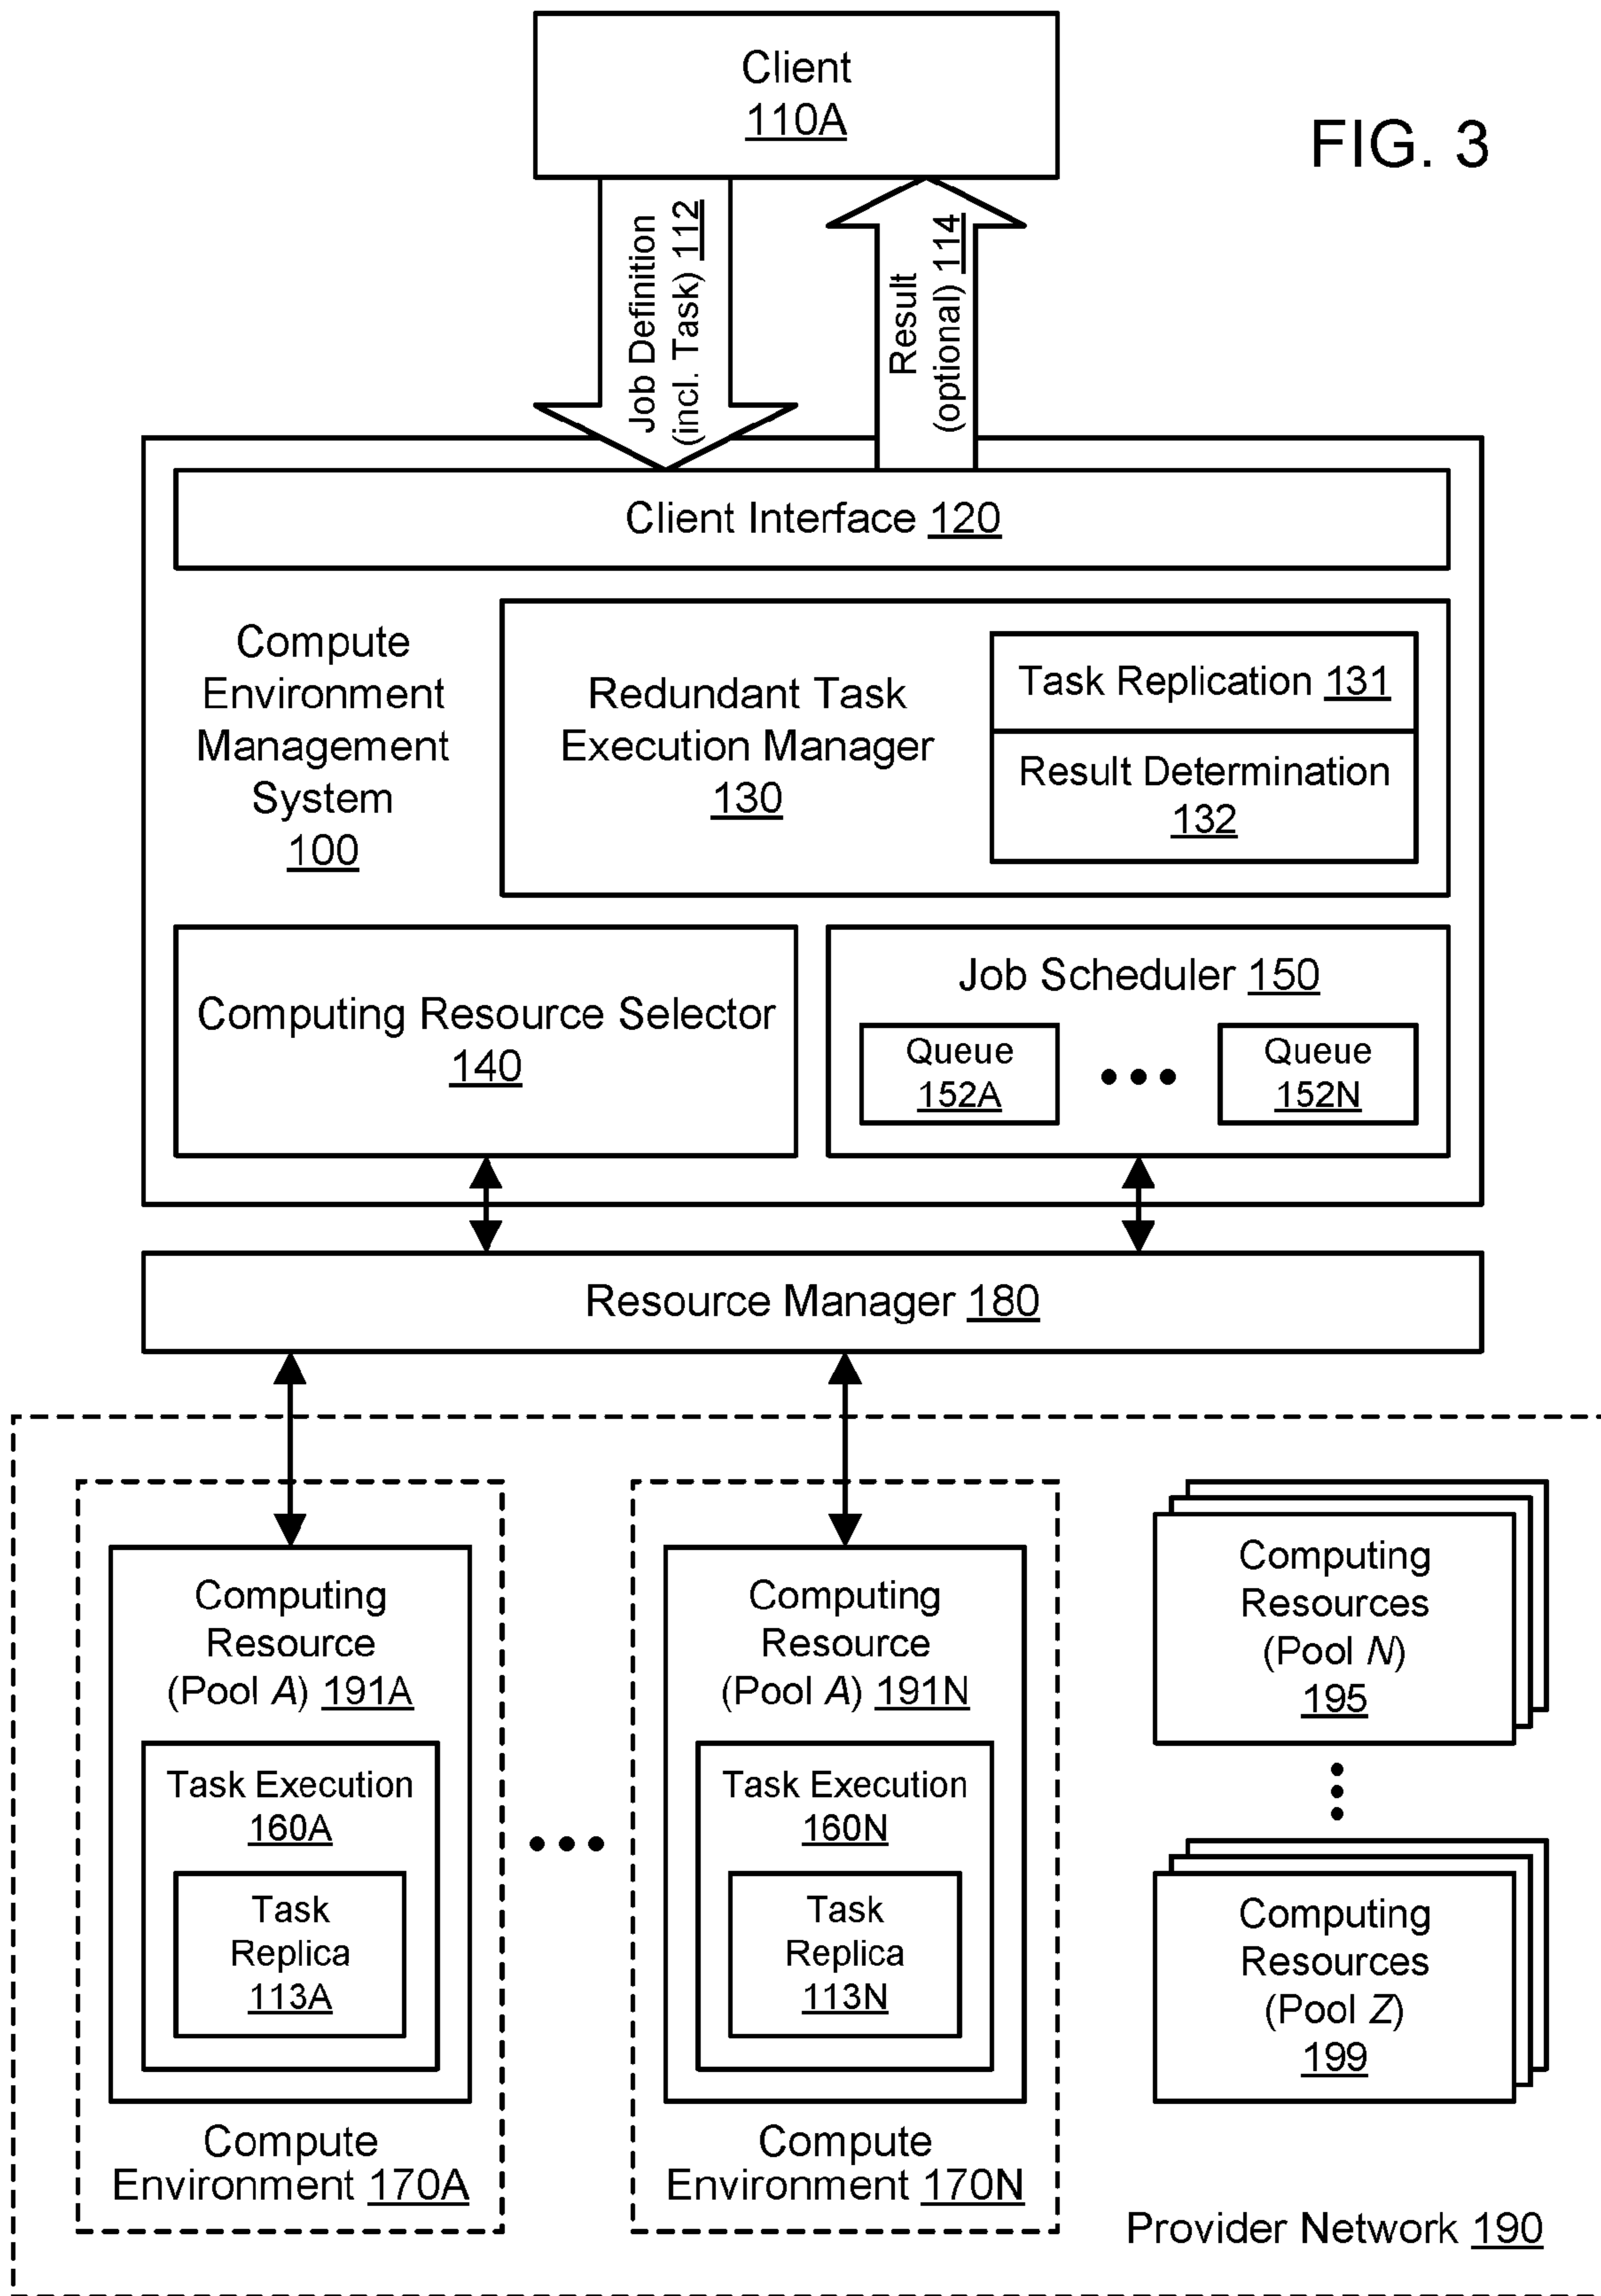 Client
110A
FIG. 3
Job Definition
(incl. Task) 112
Result
(optional) 114
Client Interface 120
Compute
Environment
Management
System
100
Redundant Task
Execution Manager
130
Task Replication 131
Result Determination
132
Computing Resource Selector
140
Job Scheduler 150
Queue
152A
•••
Queue
152N
Resource Manager 180
Computing
Resource
(Pool A) 191A
Task Execution
160A
Task
Replica
113A
Compute
Environment 170A
•••
Computing
Resource
(Pool A) 191N
Task Execution
160N
Task
Replica
113N
Compute
Environment 170N
Computing
Resources
(Pool N)
195
Computing
Resources
(Pool Z)
199
Provider Network 190